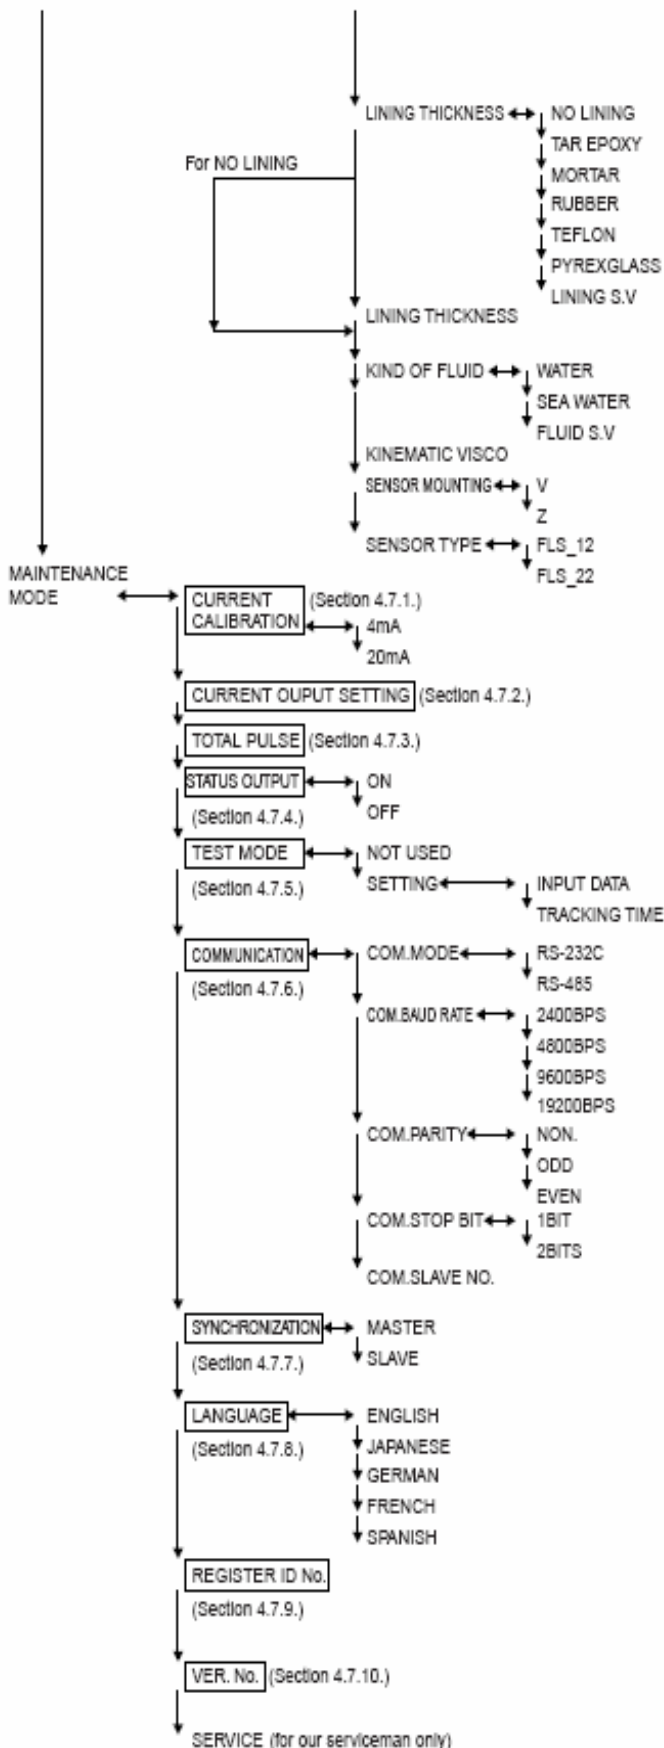 LINING THICKNESS NO LINING
TAR EPOXY
For NO LINING
MORTAR
RUBBER
TEFLON
PYREXGLASS
LINING S.V
LINING THICKNESS
KIND OF FLUID WATER
SEA WATER
FLUID S.V
KINEMATIC VISCO
SENSOR MOUNTING V
Z
SENSOR TYPE FLS_12
FLS_22
MAINTENANCE
MODE
CURRENT
CALIBRATION
(Section 4.7.1.)
4mA
20mA
CURRENT OUPUT SETTING (Section 4.7.2.)
TOTAL PULSE (Section 4.7.3.)
STATUS OUTPUT ON
OFF
(Section 4.7.4.)
TEST MODE NOT USED
(Section 4.7.5.)
SETTING INPUT DATA
TRACKING TIME
COMMUNICATION COM.MODE RS-232C
(Section 4.7.6.)
RS-485
COM.BAUD RATE 2400BPS
4800BPS
9600BPS
19200BPS
COM.PARITY NON.
ODD
EVEN
COM.STOP BIT 1BIT
2BITS
COM.SLAVE NO.
SYNCHRONIZATION MASTER
(Section 4.7.7.)
SLAVE
LANGUAGE ENGLISH
(Section 4.7.8.)
JAPANESE
GERMAN
FRENCH
SPANISH
REGISTER ID No.
(Section 4.7.9.)
VER. No. (Section 4.7.10.)
SERVICE (for our serviceman only)